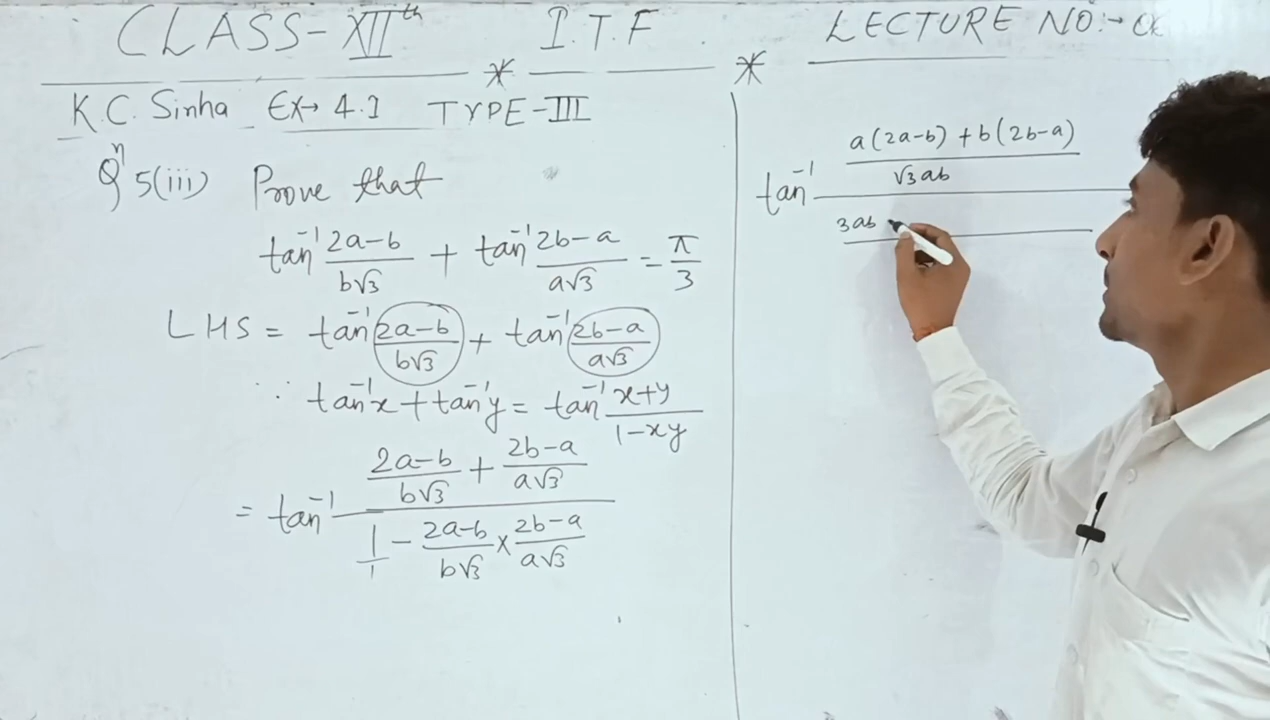 CLASS-XIIth I.T.F LECTURE NO:-
K.C. Sinha Ex→ 4.1 TYPE-III
Qn 5(iii) Prove that
tan⁻¹ (2a-b)/(b√3) + tan⁻¹ (2b-a)/(a√3) = π/3
LHS = tan⁻¹ (2a-b)/(b√3) + tan⁻¹ (2b-a)/(a√3)
∵ tan⁻¹x + tan⁻¹y = tan⁻¹ (x+y)/(1-xy)
= tan⁻¹ ((2a-b)/(b√3) + (2b-a)/(a√3))/(1/1 - (2a-b)/(b√3) × (2b-a)/(a√3))
tan⁻¹ (a(2a-b) + b(2b-a))/(√3ab)
3ab